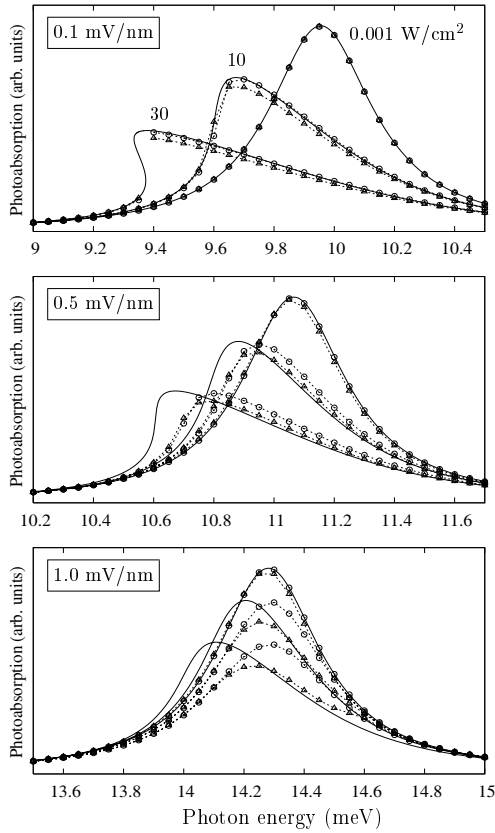 0.1 mV/nm
0.001 W/cm²
10
30
Photoabsorption (arb. units)
9 9.2 9.4 9.6 9.8 10 10.2 10.4
0.5 mV/nm
Photoabsorption (arb. units)
10.2 10.4 10.6 10.8 11 11.2 11.4 11.6
1.0 mV/nm
Photoabsorption (arb. units)
13.6 13.8 14 14.2 14.4 14.6 14.8 15
Photon energy (meV)